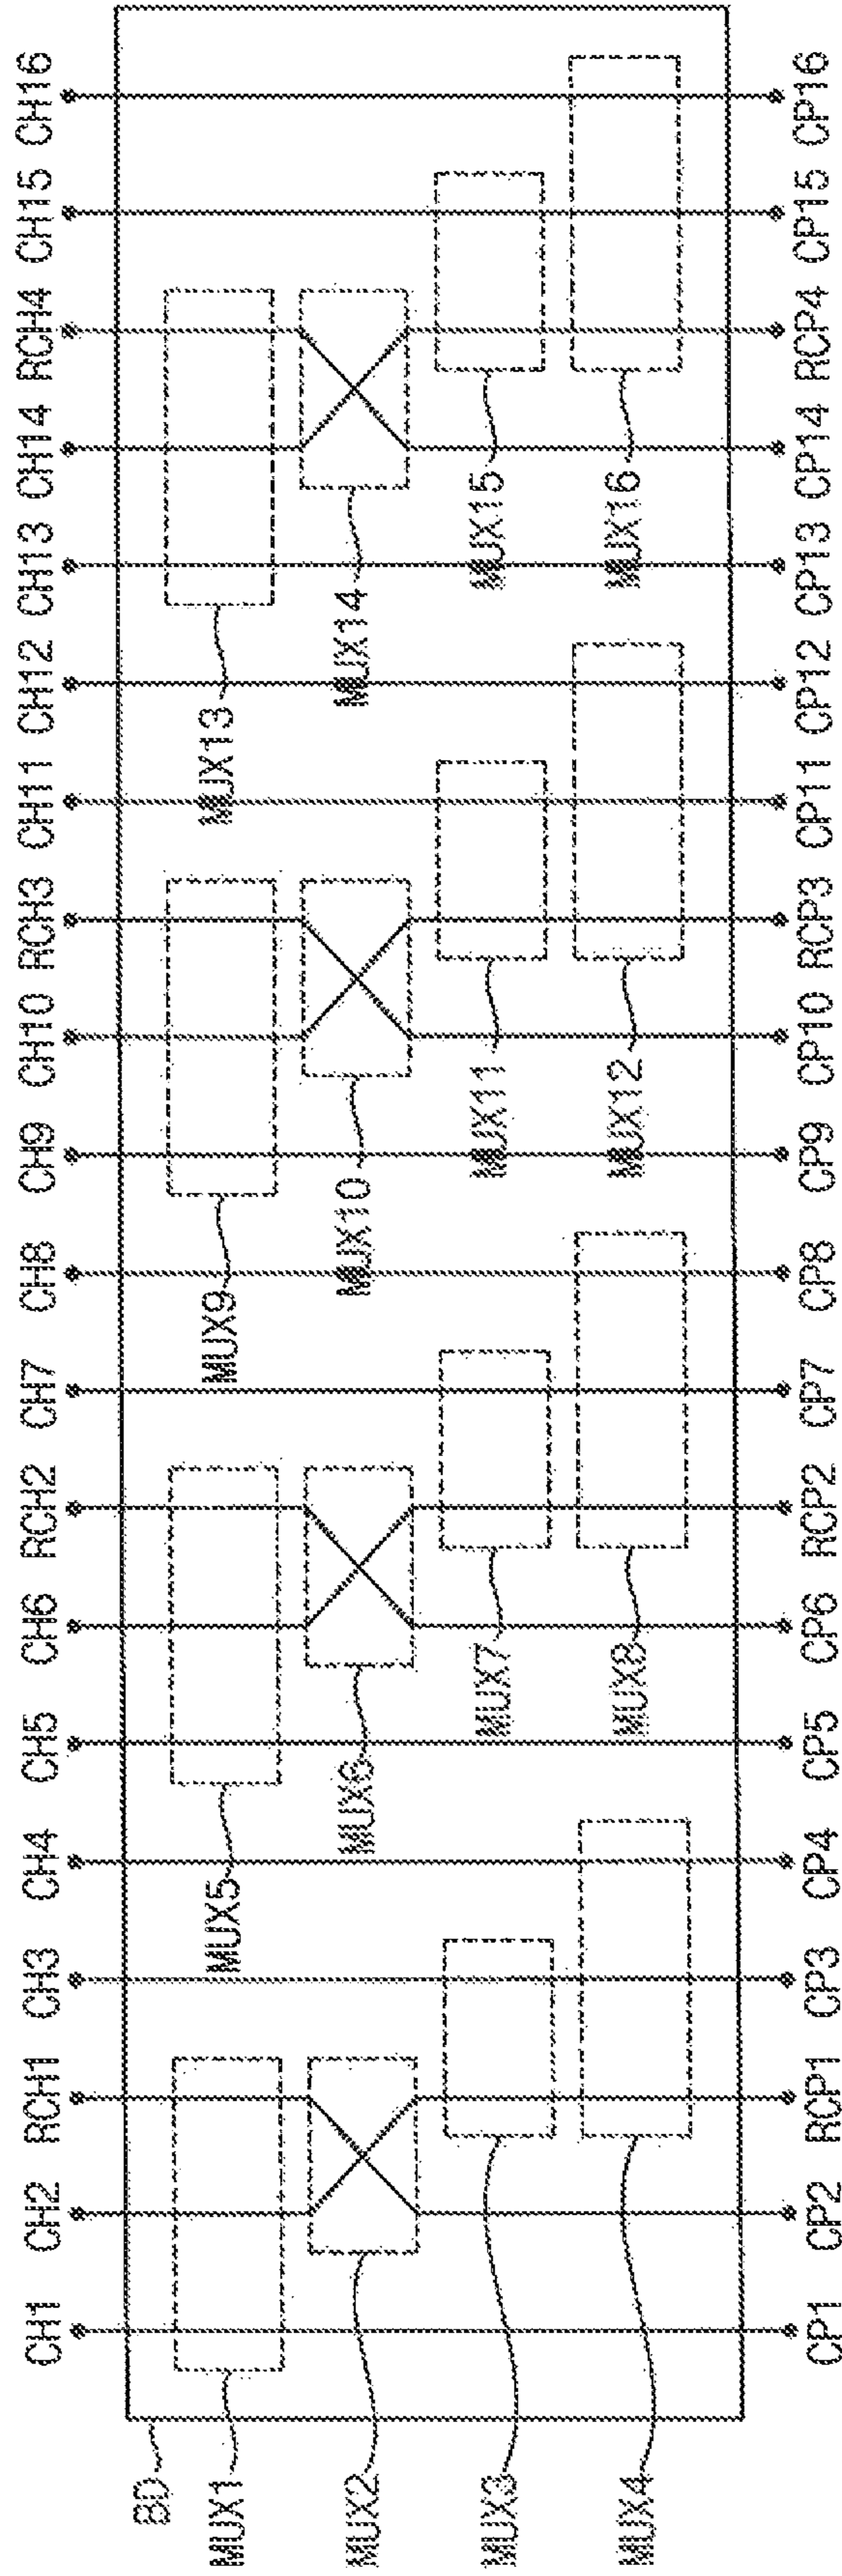 CH1 CH2 RCH1 CH3 CH4 CH5 CH6 RCH2 CH7 CH8 CH9 CH10 RCH3 CH11 CH12 CH13 CH14 RCH4 CH15 CH16
BD
MUX1 MUX5 MUX9 MUX13
MUX2 MUX6 MUX10 MUX14
MUX3 MUX7 MUX11 MUX15
MUX4 MUX8 MUX12 MUX16
CP1 CP2 RCP1 CP3 CP4 CP5 CP6 RCP2 CP7 CP8 CP9 CP10 RCP3 CP11 CP12 CP13 CP14 RCP4 CP15 CP16